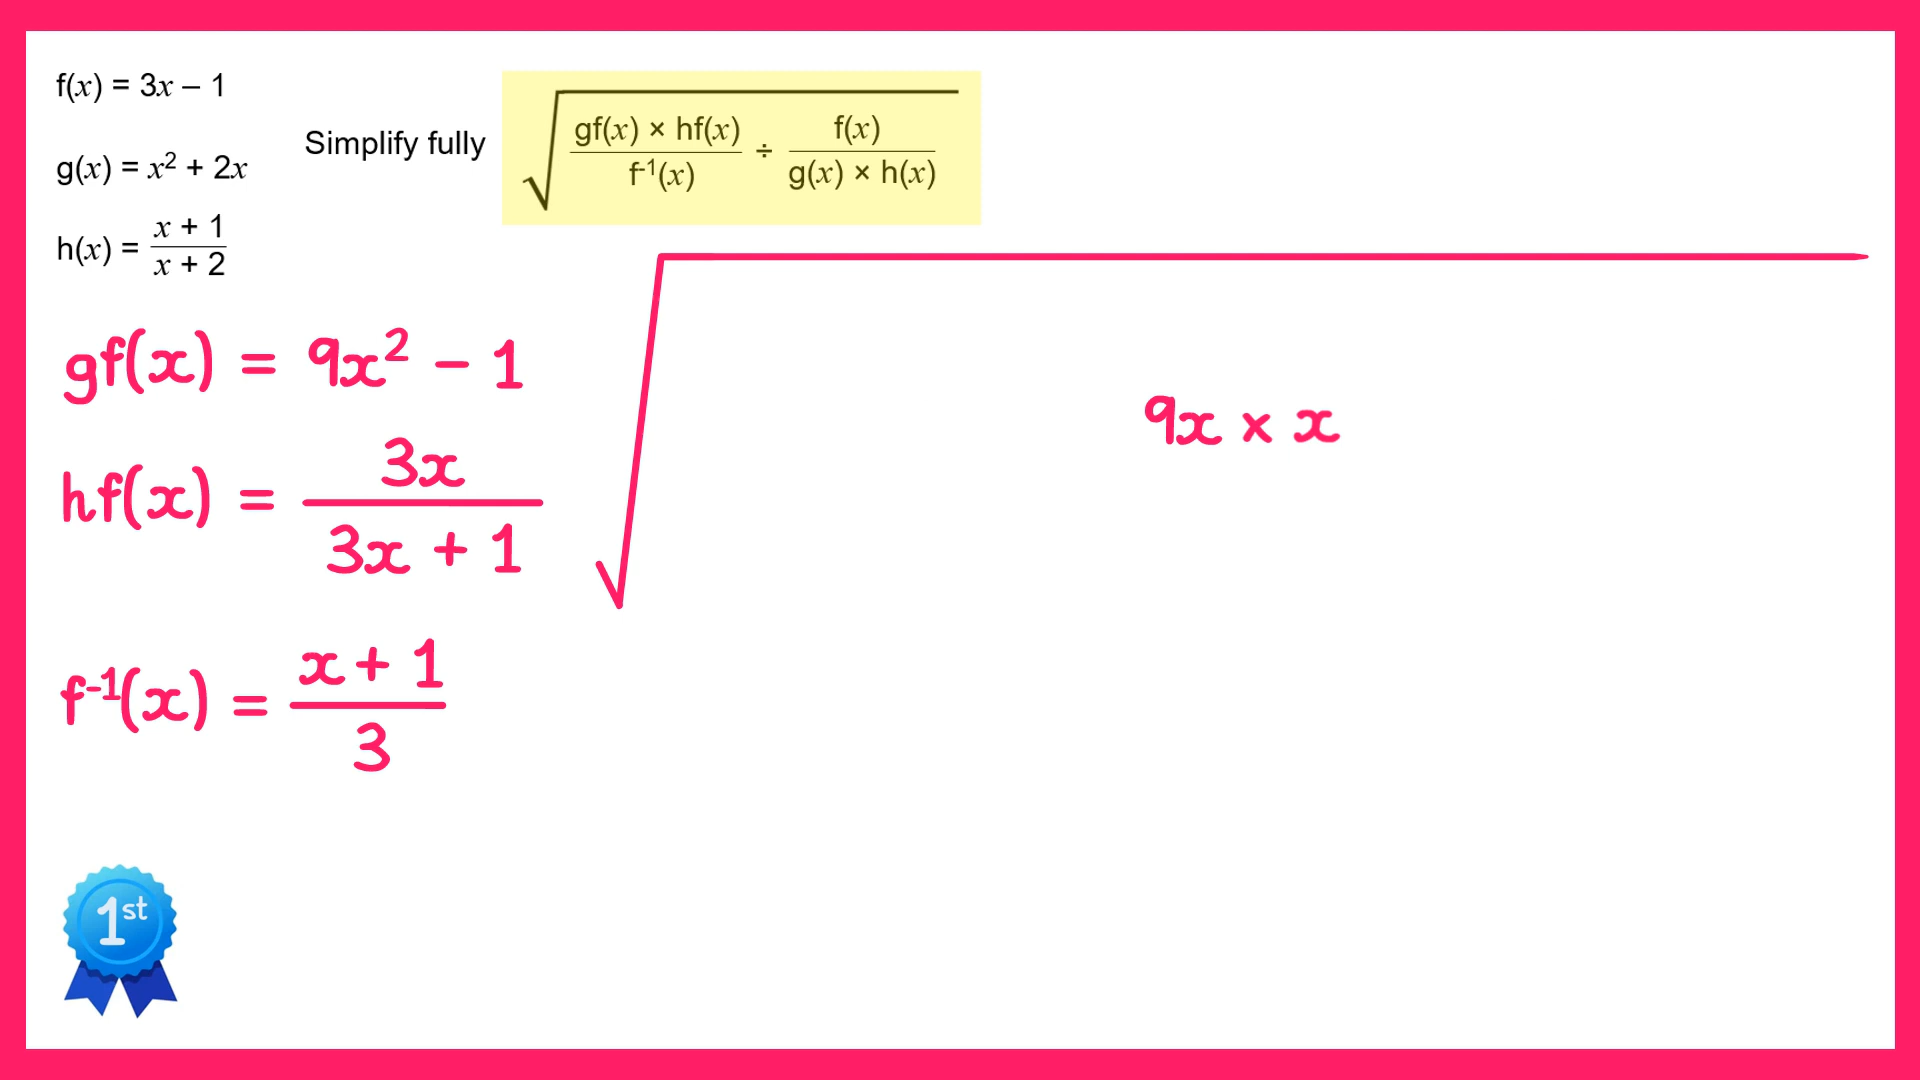 f(x) = 3x – 1
g(x) = x² + 2x
h(x) = (x + 1)/(x + 2)
Simplify fully √( (gf(x) × hf(x))/(f⁻¹(x)) ÷ (f(x))/(g(x) × h(x)) )
gf(x) = 9x² – 1
hf(x) = (3x)/(3x + 1)
f⁻¹(x) = (x + 1)/3
√
9x × x
1st